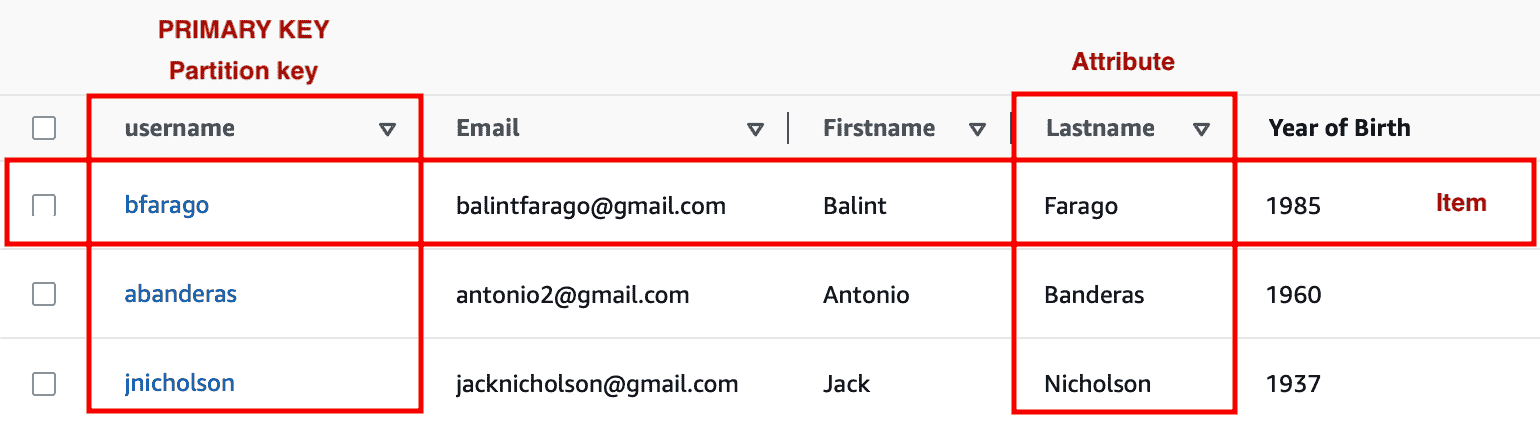 PRIMARY KEY
Partition key
Attribute
username Email Firstname Lastname Year of Birth
bfarago balintfarago@gmail.com Balint Farago 1985 Item
abanderas antonio2@gmail.com Antonio Banderas 1960
jnicholson jacknicholson@gmail.com Jack Nicholson 1937